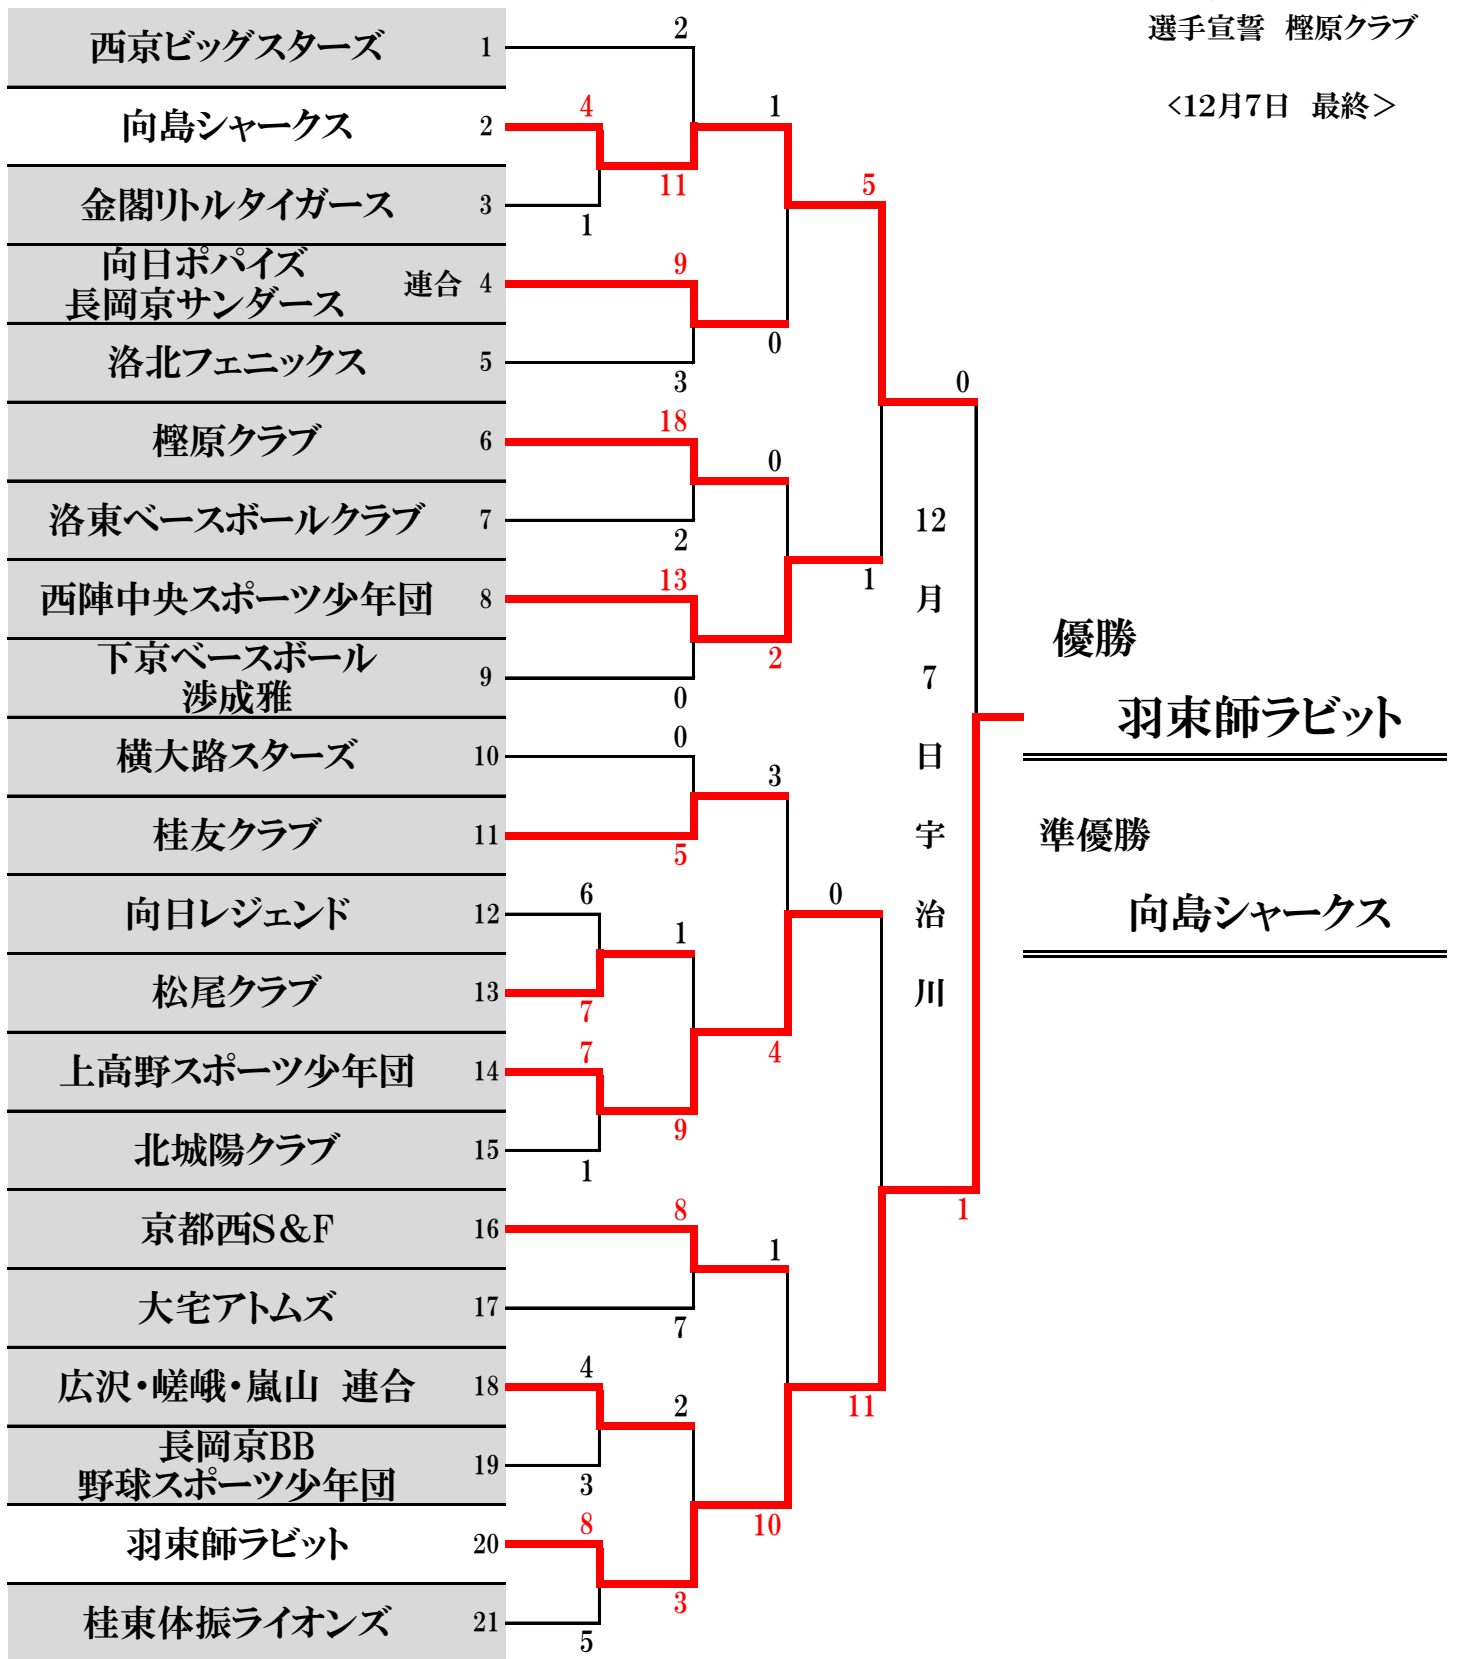 選手宣誓 樫原クラブ
<12月7日 最終>
西京ビッグスターズ 1
向島シャークス 2
金閣リトルタイガース 3
向日ポパイズ
長岡京サンダース 連合 4
洛北フェニックス 5
樫原クラブ 6
洛東ベースボールクラブ 7
西陣中央スポーツ少年団 8
下京ベースボール
渉成雅 9
横大路スターズ 10
桂友クラブ 11
向日レジェンド 12
松尾クラブ 13
上高野スポーツ少年団 14
北城陽クラブ 15
京都西S&F 16
大宅アトムズ 17
広沢・嵯峨・嵐山 連合 18
長岡京BB
野球スポーツ少年団 19
羽束師ラビット 20
桂東体振ライオンズ 21
4
1
6
7
7
1
4
3
8
5
2
11
9
3
18
2
13
0
0
5
1
9
8
7
2
3
1
0
0
2
3
4
1
10
5
1
0
11
0
1
12月7日宇治川
優勝
羽束師ラビット
準優勝
向島シャークス